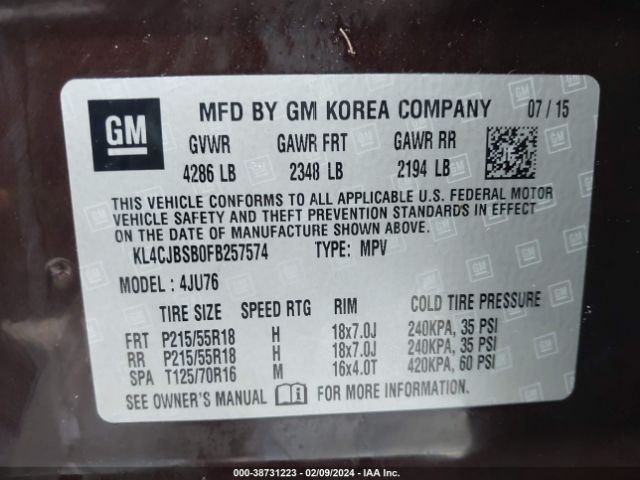 GM
MFD BY GM KOREA COMPANY 07 / 15
GVWR GAWR FRT GAWR RR
4286 LB 2348 LB 2194 LB
THIS VEHICLE CONFORMS TO ALL APPLICABLE U.S. FEDERAL MOTOR
VEHICLE SAFETY AND THEFT PREVENTION STANDARDS IN EFFECT
ON THE DATE OF MANUFACTURE SHOWN ABOVE.
KL4CJBSB0FB257574 TYPE: MPV
MODEL : 4JU76
TIRE SIZE SPEED RTG RIM COLD TIRE PRESSURE
FRT P215/55R18 H 18x7.0J 240KPA, 35 PSI
RR P215/55R18 H 18x7.0J 240KPA, 35 PSI
SPA T125/70R16 M 16x4.0T 420KPA, 60 PSI
SEE OWNER'S MANUAL FOR MORE INFORMATION.
000-38731223 - 02/09/2024 - IAA Inc.